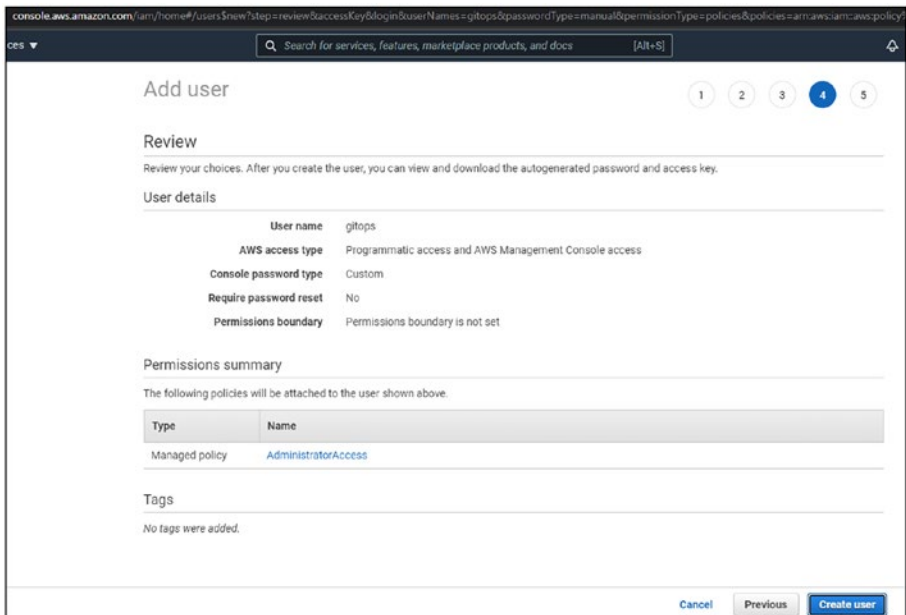 console.aws.amazon.com/iam/home#/users$new?step=review&accessKey&login&userNames=gitops&passwordType=manual&permissionType=policies&policies=arn:aws:iam::aws:policy
ces ▼
Search for services, features, marketplace products, and docs [Alt+S]
Add user
1 2 3 4 5
Review
Review your choices. After you create the user, you can view and download the autogenerated password and access key.
User details
User name gitops
AWS access type Programmatic access and AWS Management Console access
Console password type Custom
Require password reset No
Permissions boundary Permissions boundary is not set
Permissions summary
The following policies will be attached to the user shown above.
Type Name
Managed policy AdministratorAccess
Tags
No tags were added.
Cancel Previous Create user